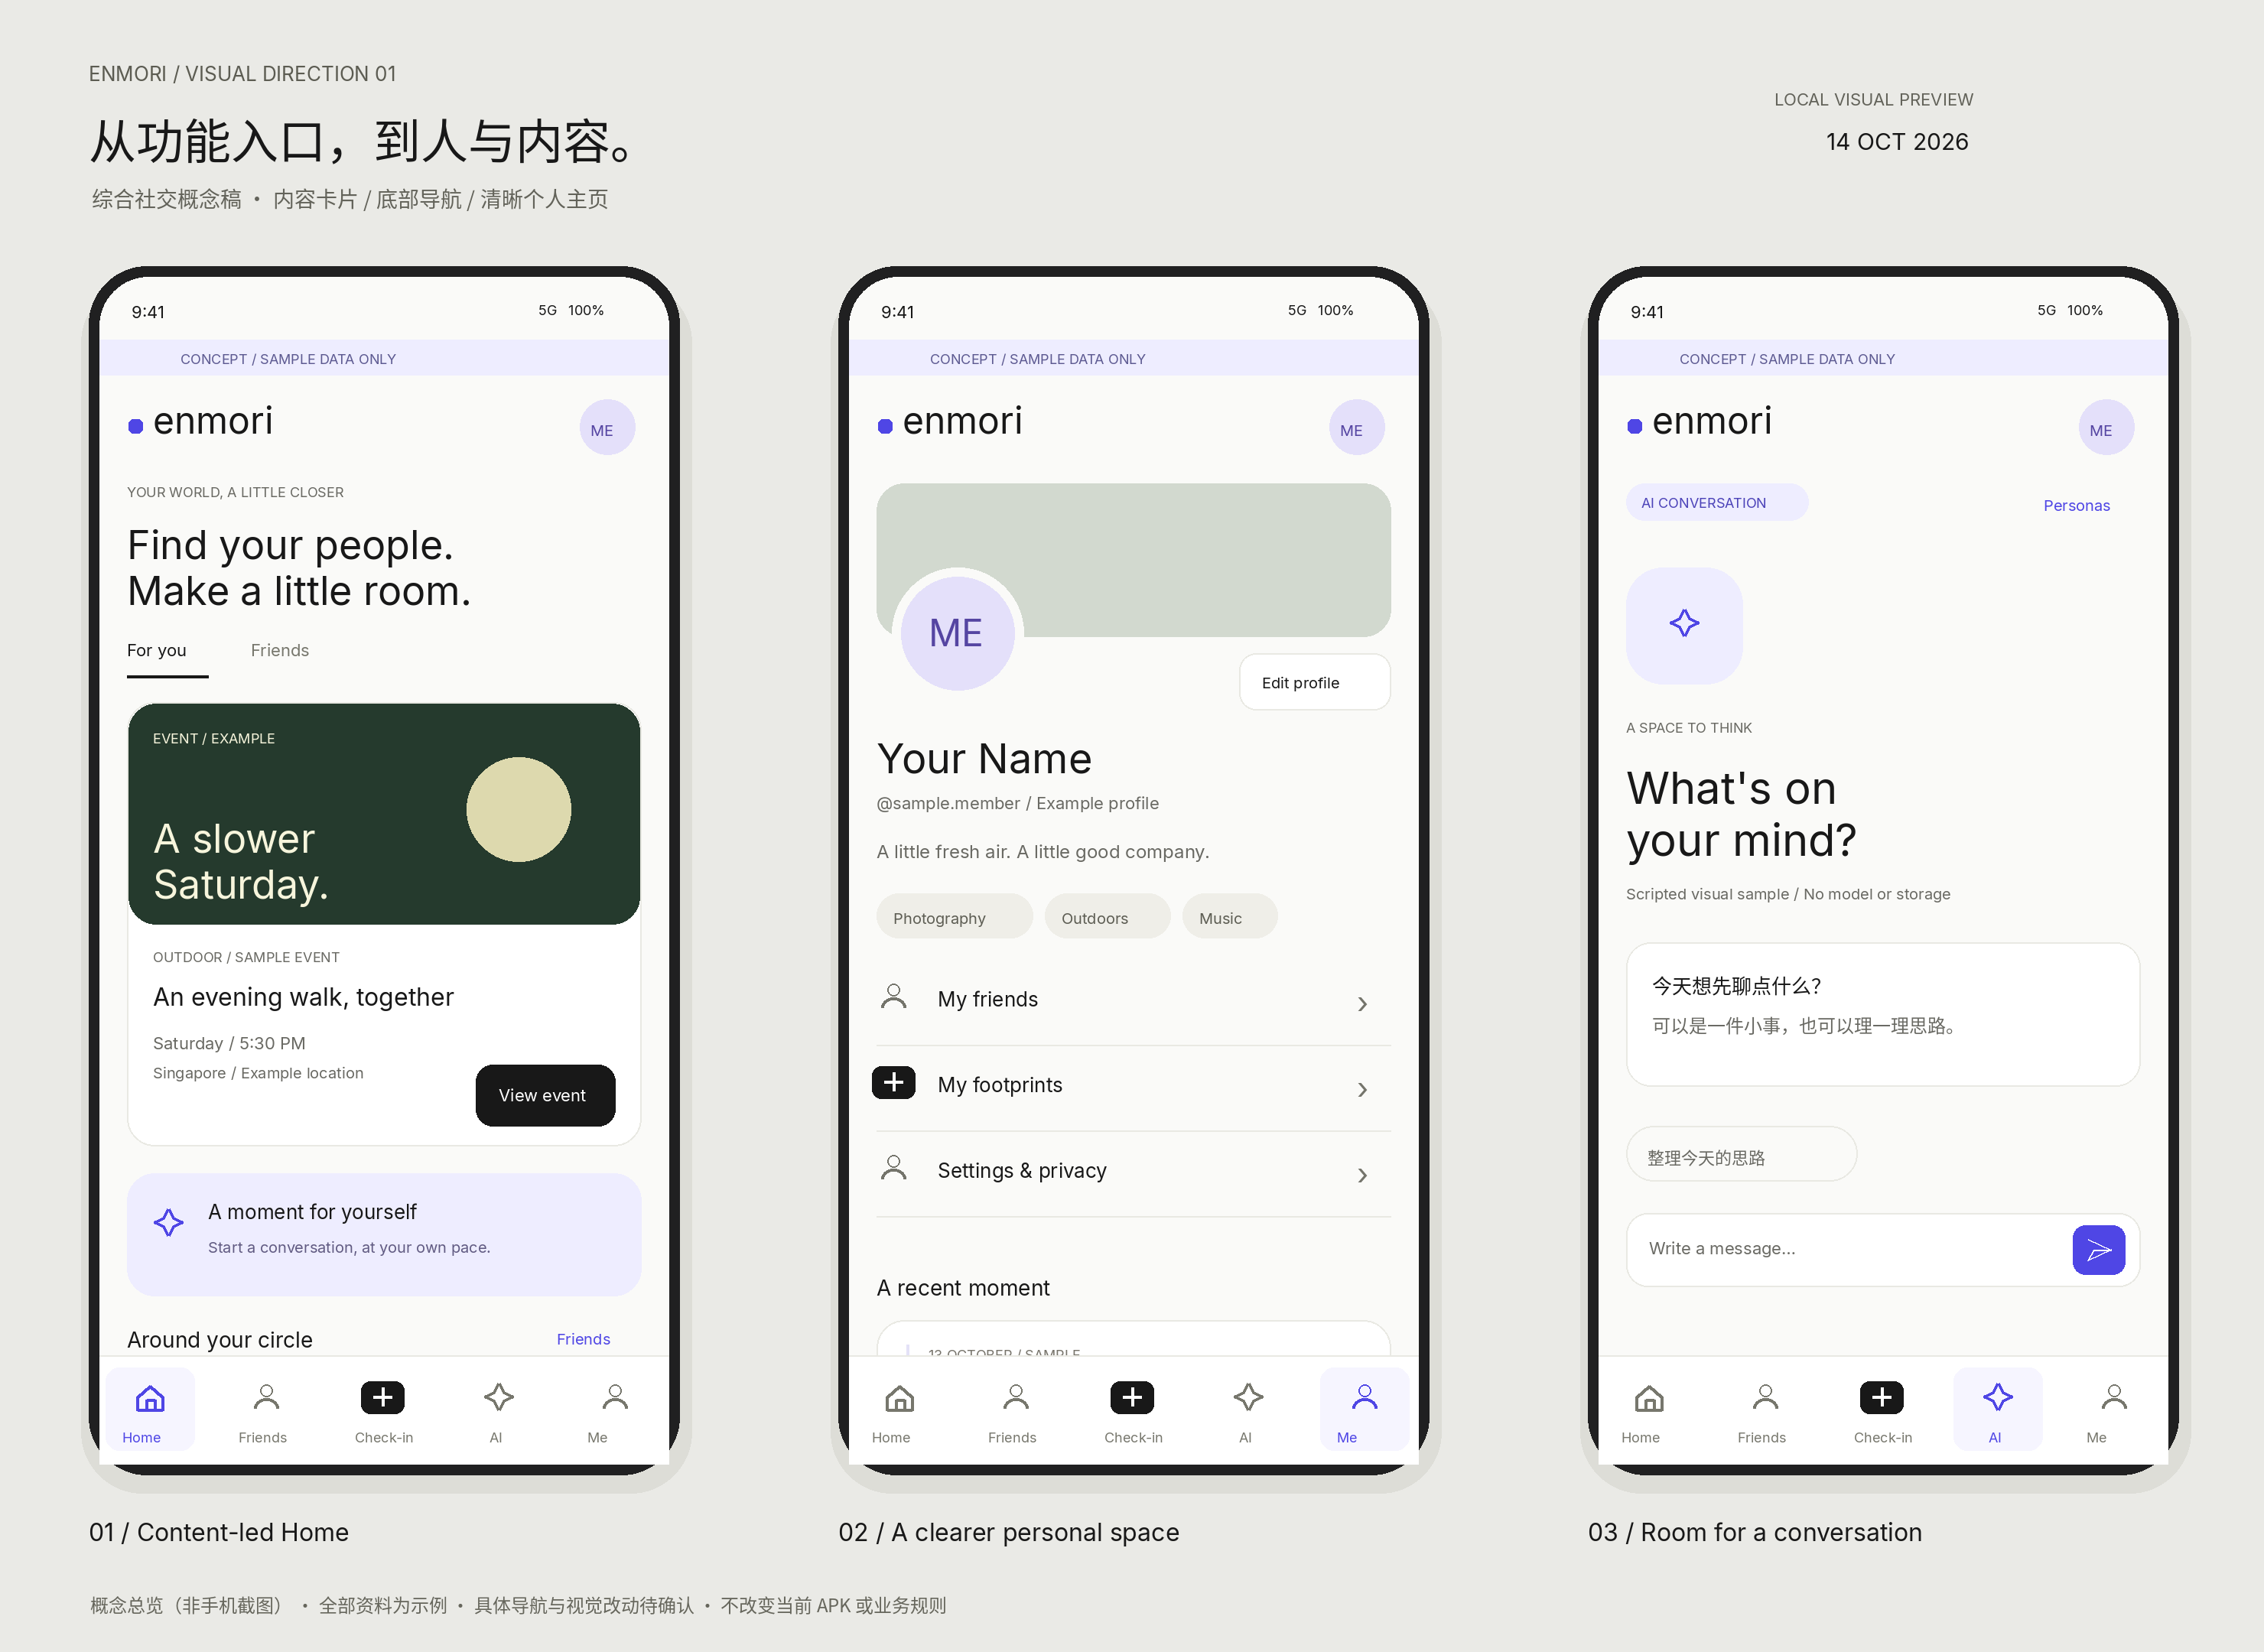 ENMORI / VISUAL DIRECTION 01
从功能入口，到人与内容。
综合社交概念稿 · 内容卡片 / 底部导航 / 清晰个人主页
LOCAL VISUAL PREVIEW
14 OCT 2026
9:41
5G 100%
CONCEPT / SAMPLE DATA ONLY
enmori
ME
YOUR WORLD, A LITTLE CLOSER
Find your people.
Make a little room.
For you
Friends
EVENT / EXAMPLE
A slower
Saturday.
OUTDOOR / SAMPLE EVENT
An evening walk, together
Saturday / 5:30 PM
Singapore / Example location
View event
A moment for yourself
Start a conversation, at your own pace.
Around your circle
Friends
Home
Friends
Check-in
AI
Me
01 / Content-led Home
9:41
5G 100%
CONCEPT / SAMPLE DATA ONLY
enmori
ME
ME
Edit profile
Your Name
@sample.member / Example profile
A little fresh air. A little good company.
Photography
Outdoors
Music
My friends
My footprints
Settings & privacy
A recent moment
13 OCTOBER / SAMPLE
Home
Friends
Check-in
AI
Me
02 / A clearer personal space
9:41
5G 100%
CONCEPT / SAMPLE DATA ONLY
enmori
ME
AI CONVERSATION
Personas
A SPACE TO THINK
What's on
your mind?
Scripted visual sample / No model or storage
今天想先聊点什么？
可以是一件小事，也可以理一理思路。
整理今天的思路
Write a message...
Home
Friends
Check-in
AI
Me
03 / Room for a conversation
概念总览（非手机截图） · 全部资料为示例 · 具体导航与视觉改动待确认 · 不改变当前 APK 或业务规则